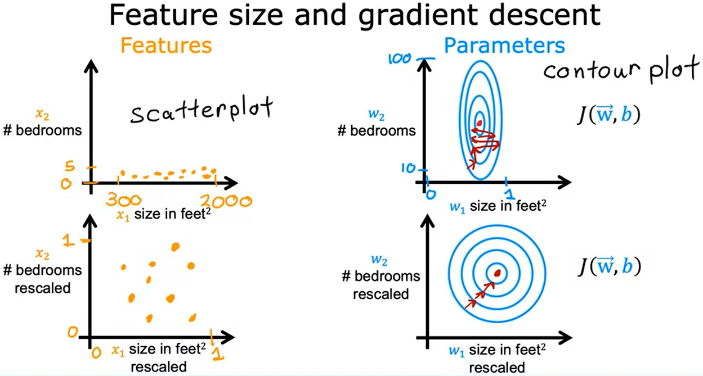 Feature size and gradient descent
Features
Parameters
x₂
# bedrooms
scatterplot
5
0
300
2000
x₁ size in feet²
100
w₂
# bedrooms
10
0
1
w₁ size in feet²
contour plot
J(w⃗, b)
1
x₂
# bedrooms
rescaled
0
0
1
x₁ size in feet²
rescaled
w₂
# bedrooms
rescaled
J(w⃗, b)
w₁ size in feet²
rescaled